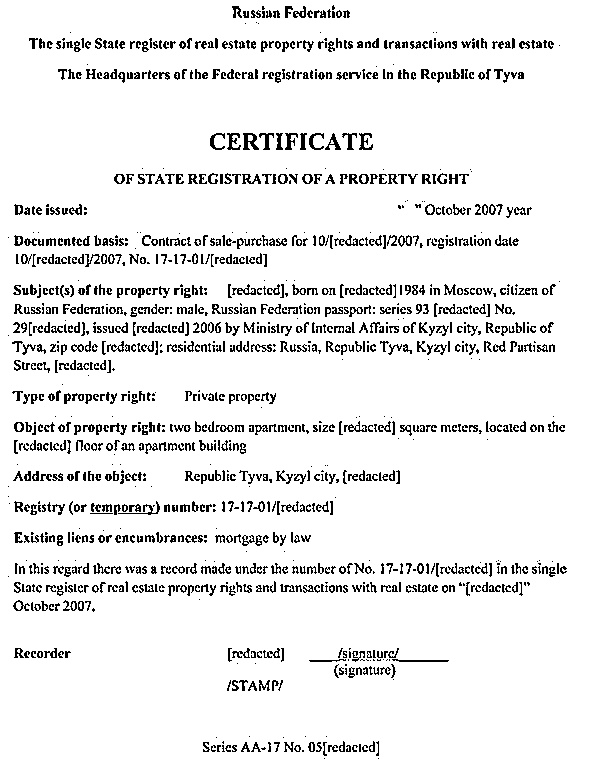 Russian Federation
The single State register of real estate property rights and transactions with real estate
The Headquarters of the Federal registration service in the Republic of Tyva
CERTIFICATE
OF STATE REGISTRATION OF A PROPERTY RIGHT
Date issued: “ ” October 2007 year
Documented basis: Contract of sale-purchase for 10/[redacted]/2007, registration date
10/[redacted]/2007, No. 17-17-01/[redacted]
Subject(s) of the property right: [redacted], born on [redacted]1984 in Moscow, citizen of
Russian Federation, gender: male, Russian Federation passport: series 93 [redacted] No.
29[redacted], issued [redacted] 2006 by Ministry of Internal Affairs of Kyzyl city, Republic of
Tyva, zip code [redacted]; residential address: Russia, Republic Tyva, Kyzyl city, Red Partisan
Street, [redacted].
Type of property right: Private property
Object of property right: two bedroom apartment, size [redacted] square meters, located on the
[redacted] floor of an apartment building
Address of the object: Republic Tyva, Kyzyl city, [redacted]
Registry (or temporary) number: 17-17-01/[redacted]
Existing liens or encumbrances: mortgage by law
In this regard there was a record made under the number of No. 17-17-01/[redacted] in the single
State register of real estate property rights and transactions with real estate on “[redacted]”
October 2007.
Recorder [redacted] /signature/
(signature)
/STAMP/
Series AA-17 No. 05[redacted]